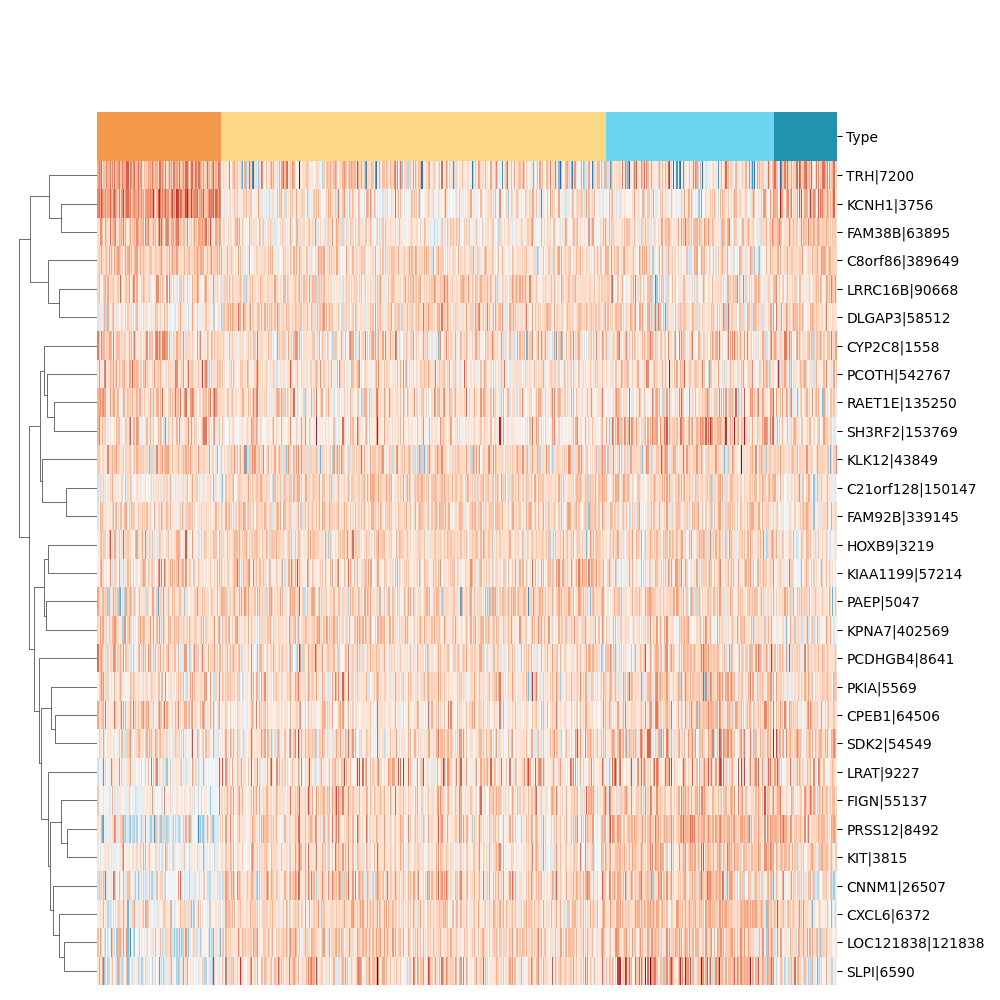 Type
TRH|7200
KCNH1|3756
FAM38B|63895
C8orf86|389649
LRRC16B|90668
DLGAP3|58512
CYP2C8|1558
PCOTH|542767
RAET1E|135250
SH3RF2|153769
KLK12|43849
C21orf128|150147
FAM92B|339145
HOXB9|3219
KIAA1199|57214
PAEP|5047
KPNA7|402569
PCDHGB4|8641
PKIA|5569
CPEB1|64506
SDK2|54549
LRAT|9227
FIGN|55137
PRSS12|8492
KIT|3815
CNNM1|26507
CXCL6|6372
LOC121838|121838
SLPI|6590